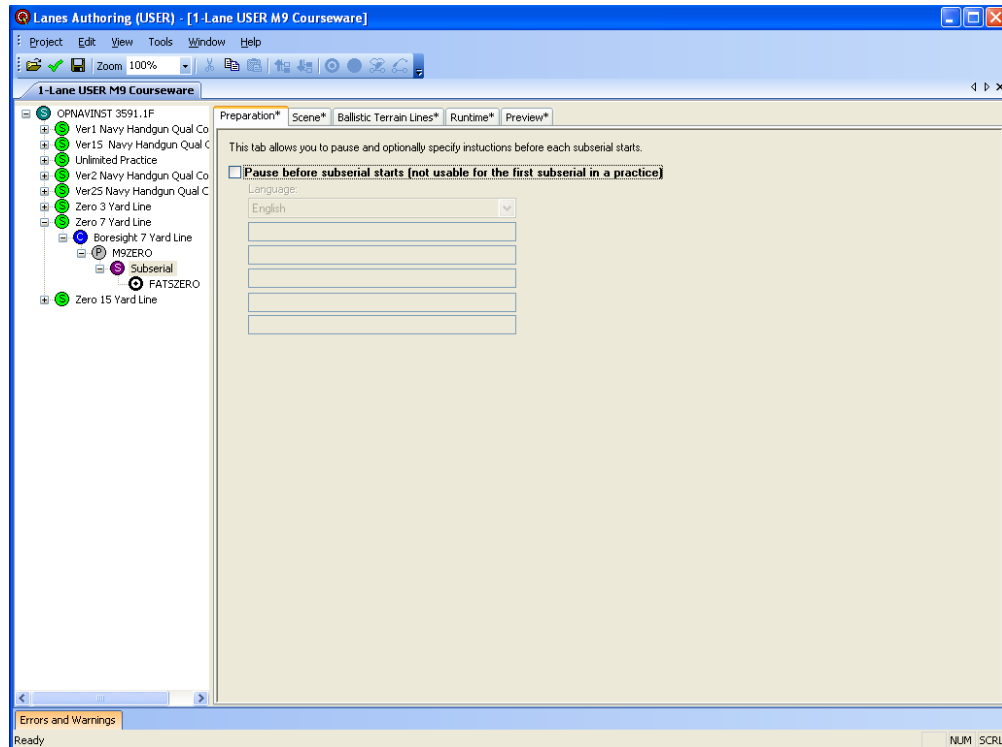 Lanes Authoring (USER) - [1-Lane USER M9 Courseware]
Project Edit View Tools Window Help
Zoom 100%
1-Lane USER M9 Courseware
OPNAVINST 3591.1F
Ver1 Navy Handgun Qual Co
Ver1S Navy Handgun Qual C
Unlimited Practice
Ver2 Navy Handgun Qual Co
Ver2S Navy Handgun Qual C
Zero 3 Yard Line
Zero 7 Yard Line
Boresight 7 Yard Line
M9ZERO
Subserial
FATSZERO
Zero 15 Yard Line
Preparation* Scene* Ballistic Terrain Lines* Runtime* Preview*
This tab allows you to pause and optionally specify instuctions before each subserial starts.
Pause before subserial starts (not usable for the first subserial in a practice)
Language:
English
Errors and Warnings
Ready NUM SCRL